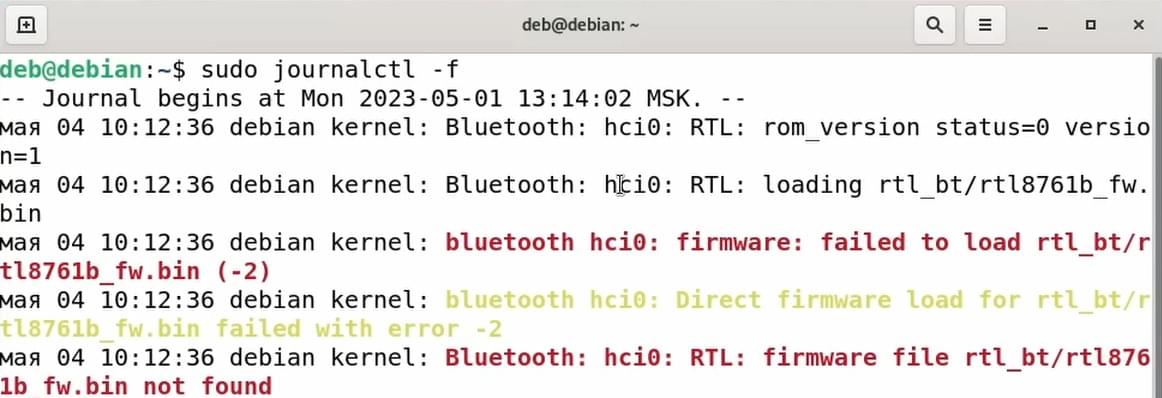 deb@debian: ~
deb@debian:~$ sudo journalctl -f
-- Journal begins at Mon 2023-05-01 13:14:02 MSK. --
мая 04 10:12:36 debian kernel: Bluetooth: hci0: RTL: rom_version status=0 versio
n=1
мая 04 10:12:36 debian kernel: Bluetooth: hci0: RTL: loading rtl_bt/rtl8761b_fw.
bin
мая 04 10:12:36 debian kernel: bluetooth hci0: firmware: failed to load rtl_bt/r
tl8761b_fw.bin (-2)
мая 04 10:12:36 debian kernel: bluetooth hci0: Direct firmware load for rtl_bt/r
tl8761b_fw.bin failed with error -2
мая 04 10:12:36 debian kernel: Bluetooth: hci0: RTL: firmware file rtl_bt/rtl876
1b_fw.bin not found